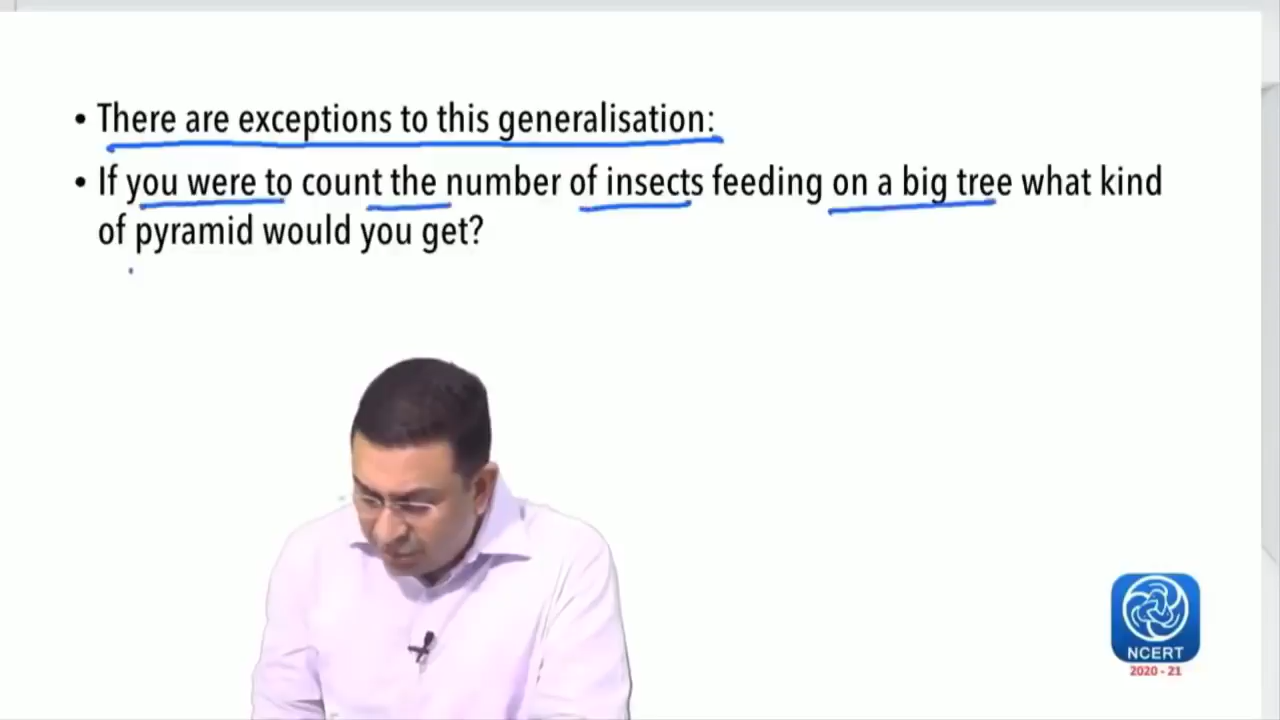 • There are exceptions to this generalisation:
• If you were to count the number of insects feeding on a big tree what kind
of pyramid would you get?
NCERT
2020 - 21